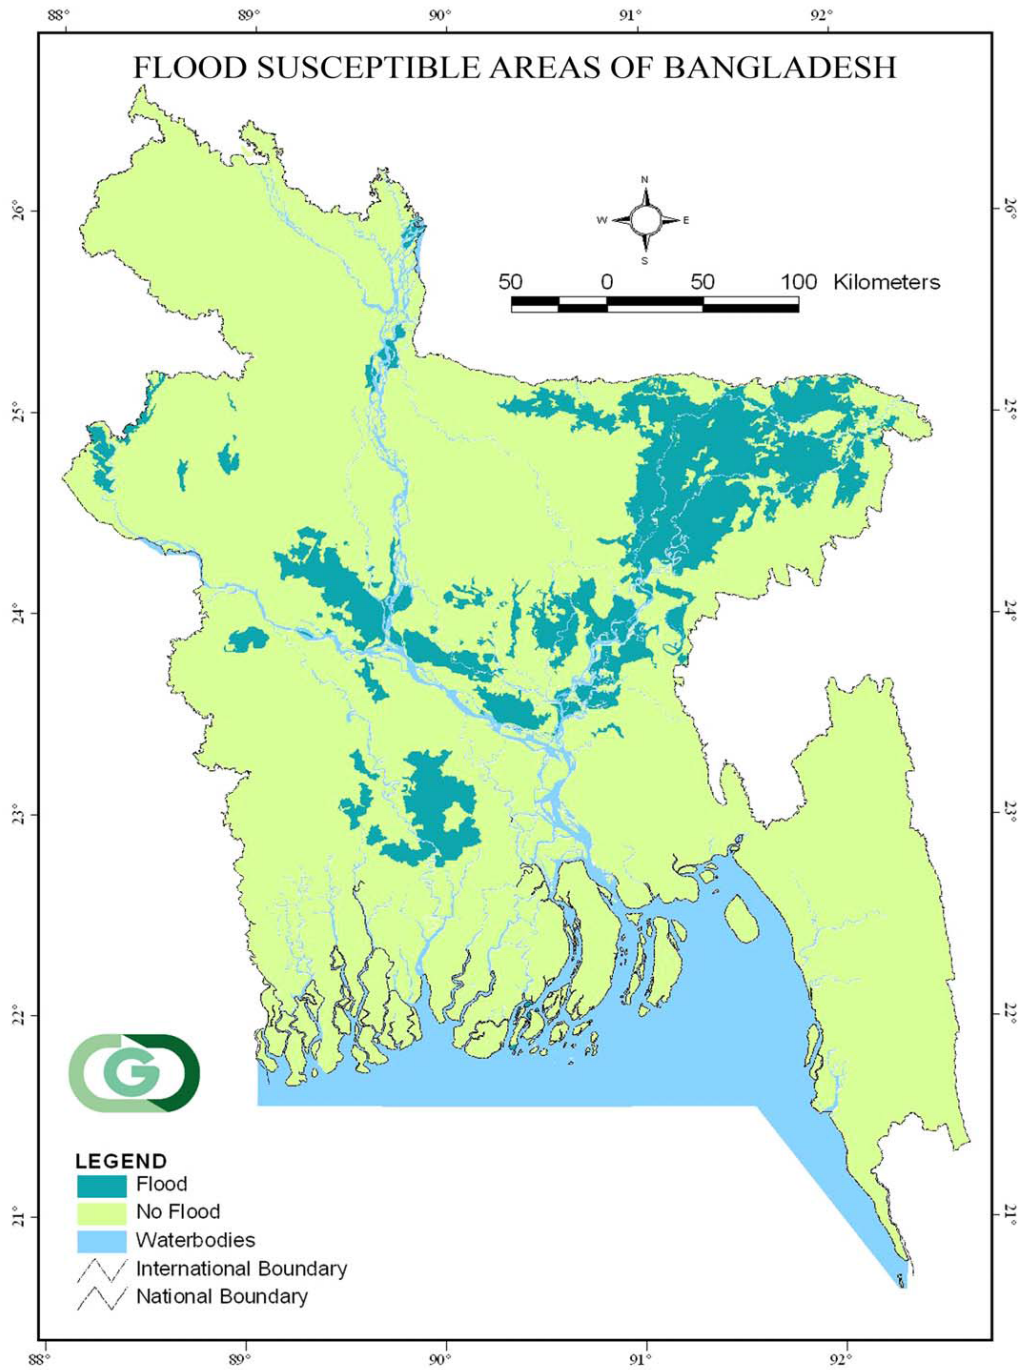 88° 89° 90° 91° 92°
FLOOD SUSCEPTIBLE AREAS OF BANGLADESH
N
26° 26°
W E
S
50 0 50 100 Kilometers
25° 25°
24° 24°
23° 23°
22° 22°
G
LEGEND
Flood
No Flood
21° 21°
Waterbodies
International Boundary
National Boundary
88° 89° 90° 91° 92°